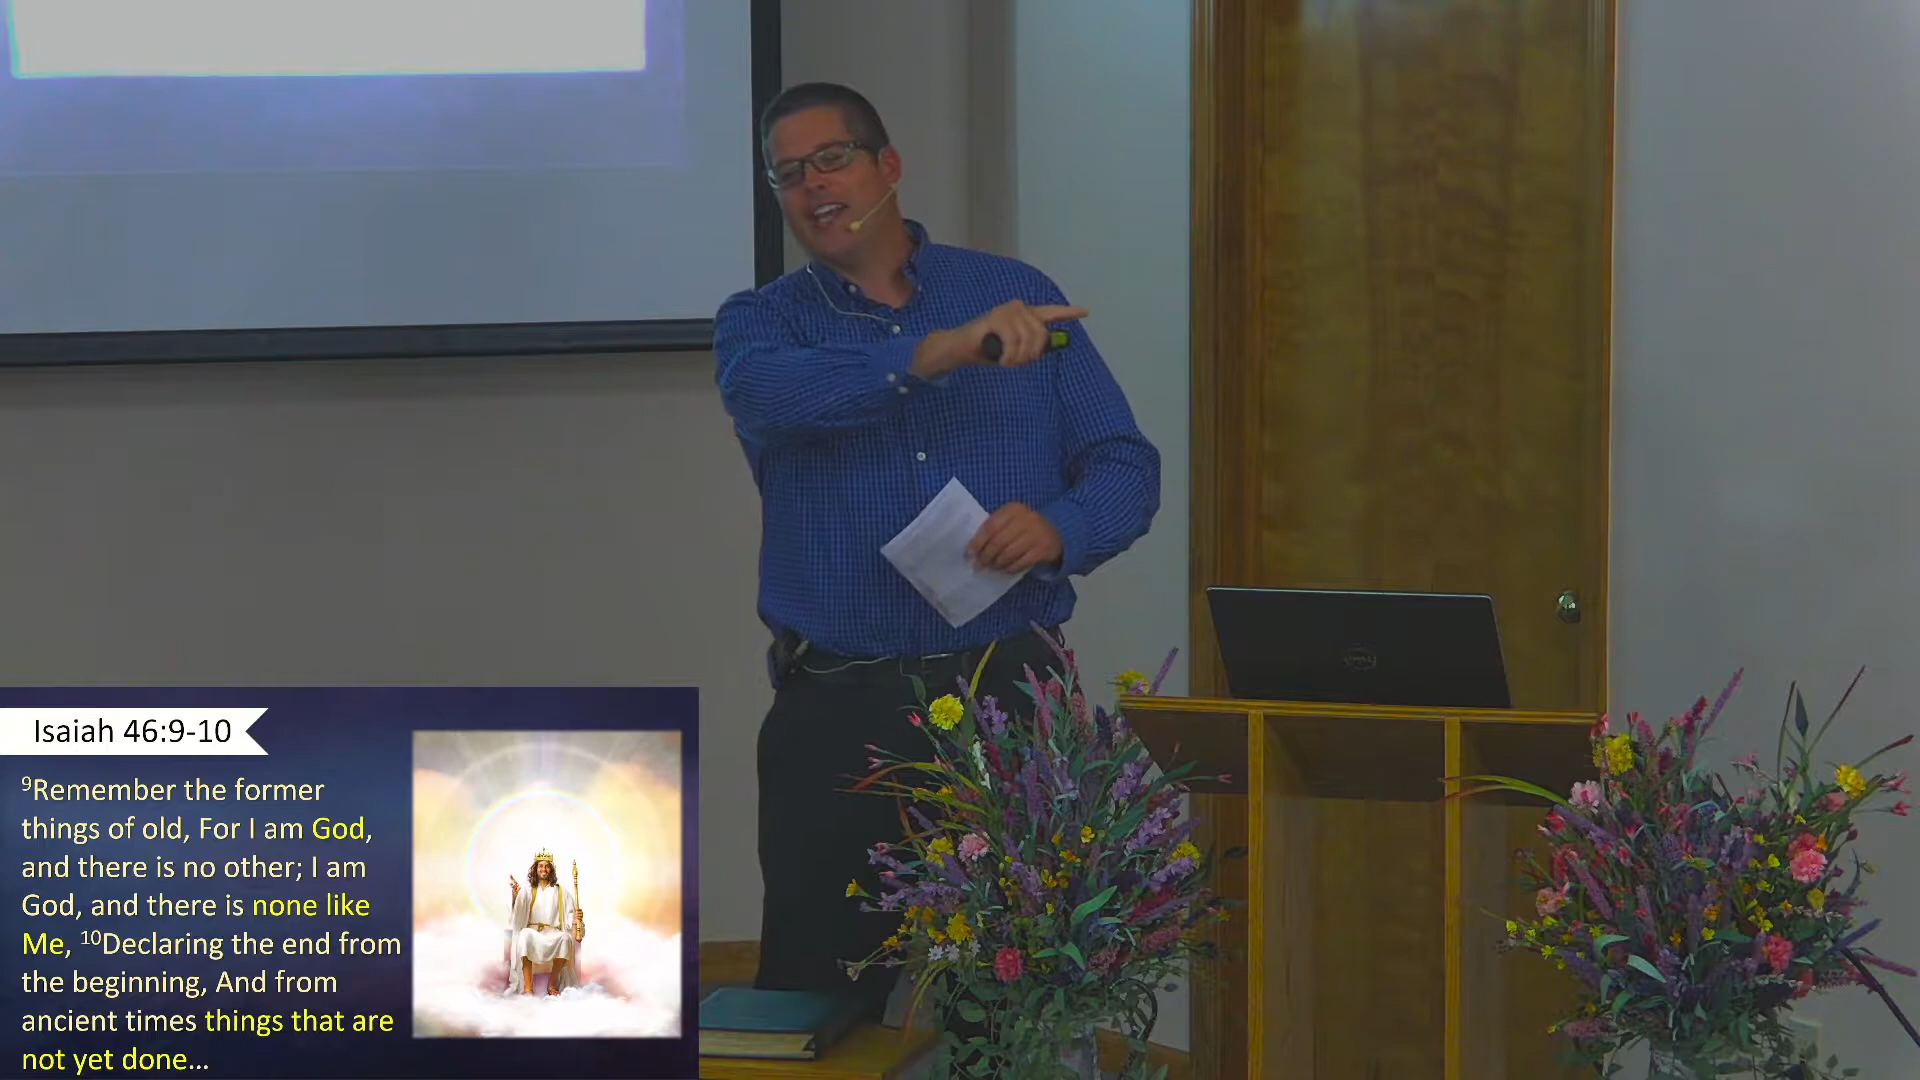 Isaiah 46:9-10
⁹Remember the former
things of old, For I am God,
and there is no other; I am
God, and there is none like
Me, ¹⁰Declaring the end from
the beginning, And from
ancient times things that are
not yet done...
DELL